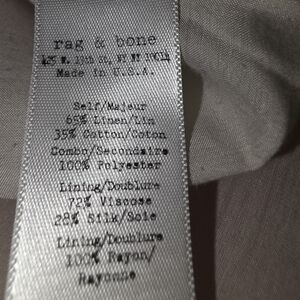 rag & bone
425 W. 13th St, NY NY 10014
Made in U.S.A.
Self/Majeur
65% Linen/Lin
35% Cotton/Coton
Combo/Secondaire
100% Polyester
Lining/Doublure
72% Viscose
28% Silk/Soie
Lining/Doublure
100% Rayon/
Rayonne